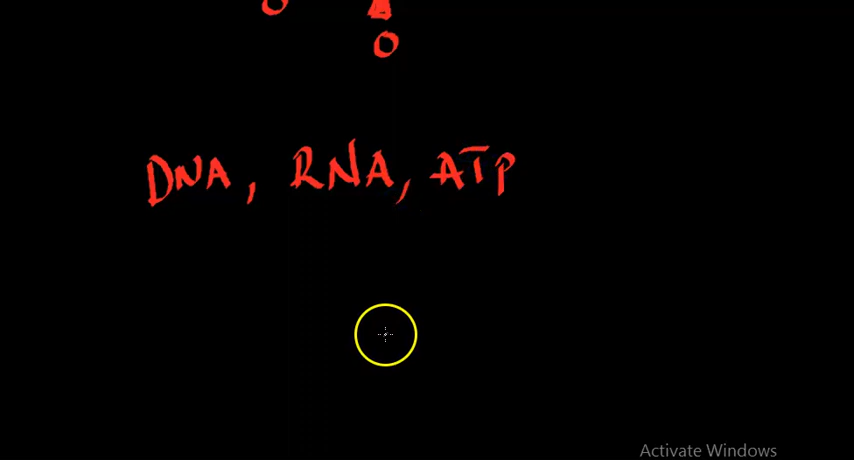 O
O
DNA, RNA, ATP
Activate Windows